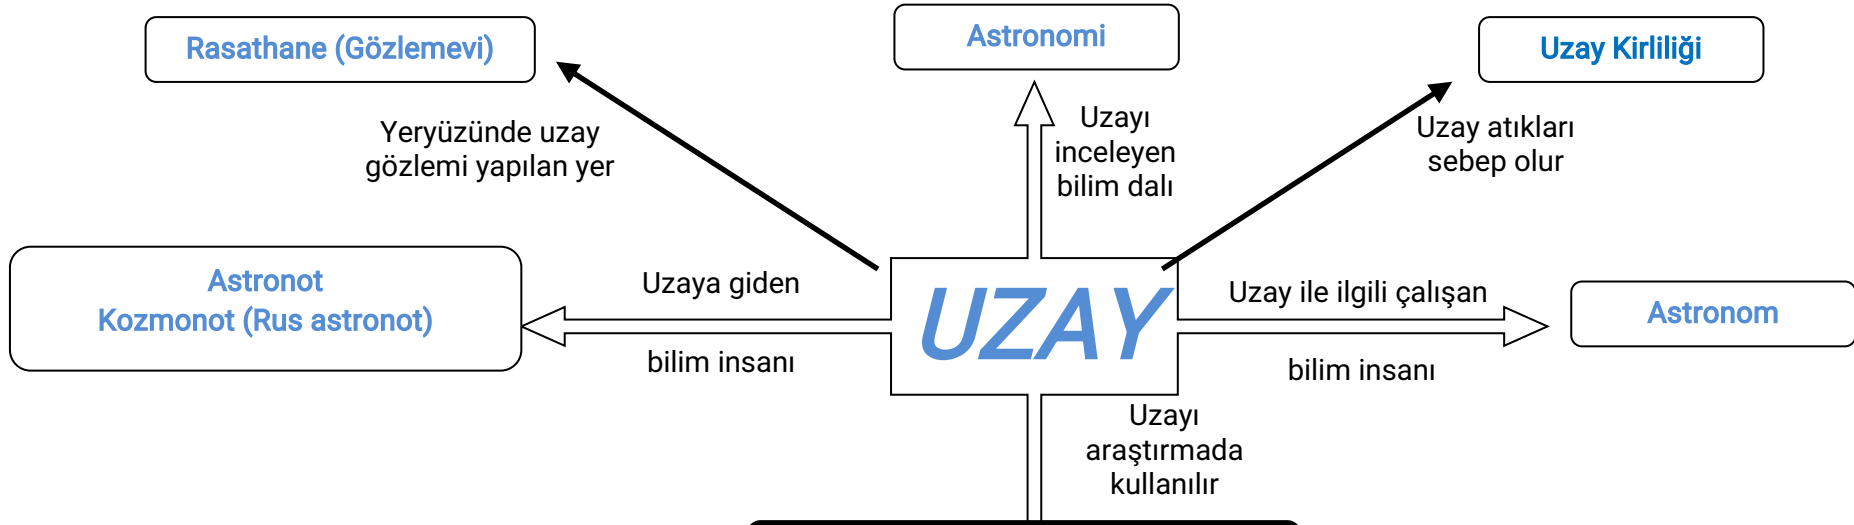 Rasathane (Gözlemevi)
Astronomi
Uzay Kirliliği
Yeryüzünde uzay
gözlemi yapılan yer
Uzayı
inceleyen
bilim dalı
Uzay atıkları
sebep olur
Astronot
Kozmonot (Rus astronot)
Uzaya giden
bilim insanı
UZAY
Uzay ile ilgili çalışan
bilim insanı
Astronom
Uzayı
araştırmada
kullanılır